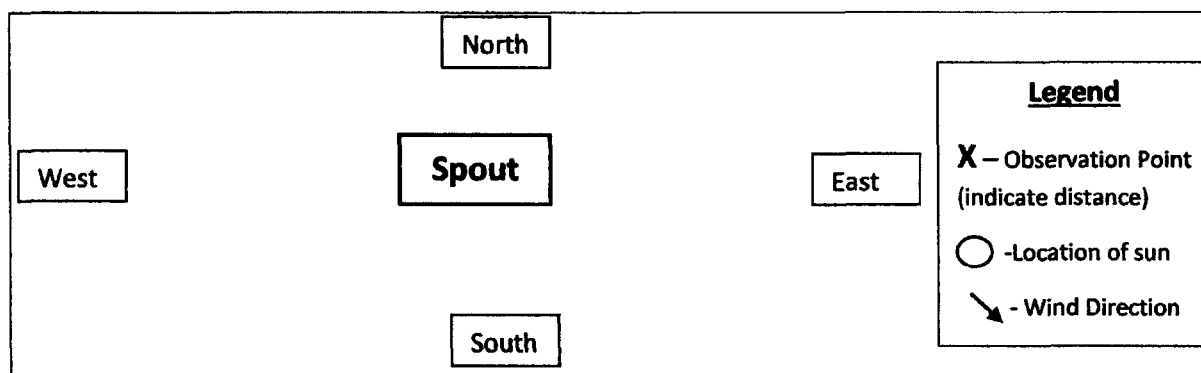 North
West
Spout
East
South
Legend
X – Observation Point
(indicate distance)
-Location of sun
- Wind Direction